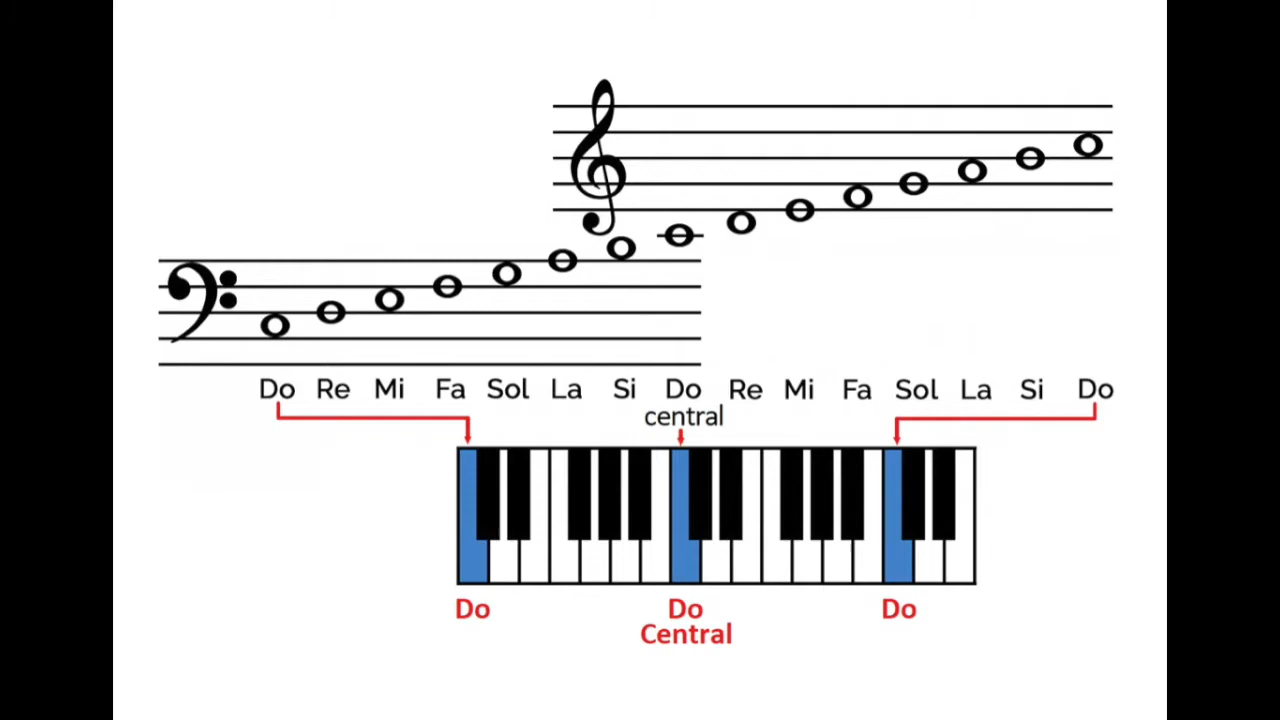 Do Re Mi Fa Sol La Si Do Re Mi Fa Sol La Si Do
central
Do Do Do
Central